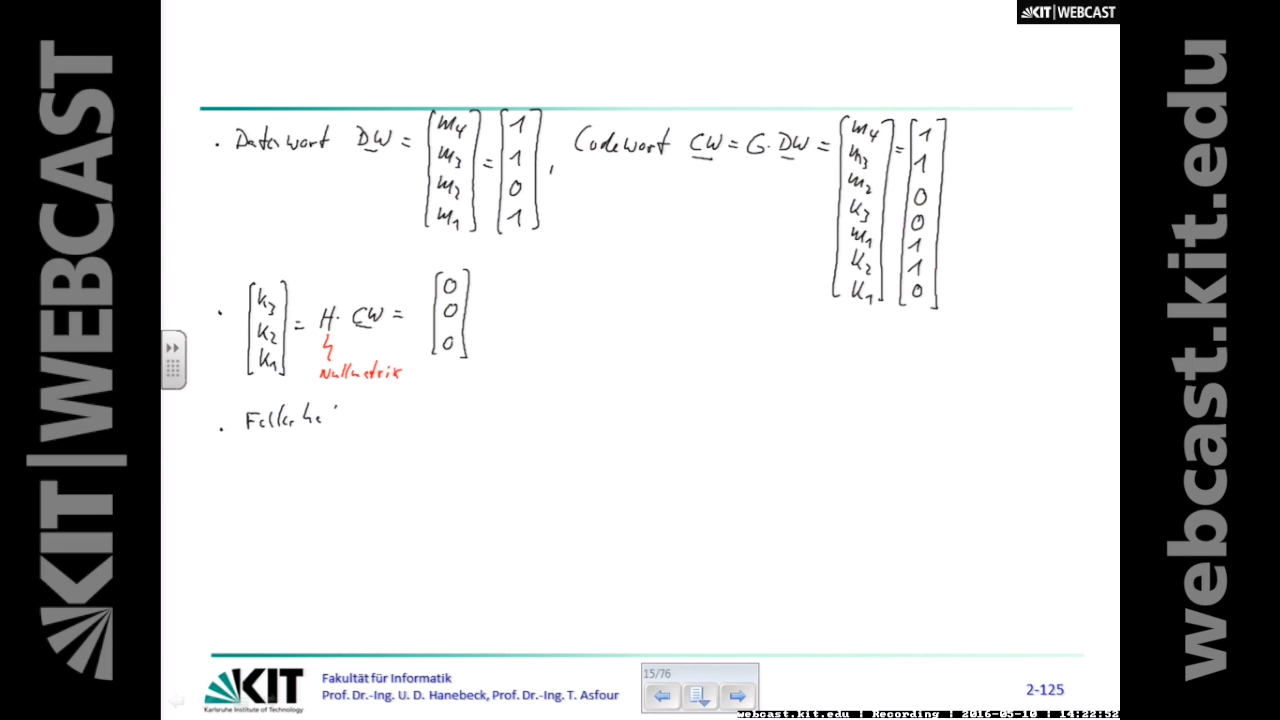 KIT|WEBCAST
KIT|WEBCAST
webcast.kit.edu
. Datenwort DW = [m4 m3 m2 m1] = [1 1 0 1] , Codewort CW = G · DW = [m4 m3 m2 k3 m1 k2 k1] = [1 1 0 0 1 1 0]
. [k3 k2 k1] = H · CW = [0 0 0]
Nullmatrix
.
KIT
Karlsruhe Institute of Technology
Fakultät für Informatik
Prof. Dr.-Ing. U. D. Hanebeck, Prof. Dr.-Ing. T. Asfour
15/76
2-125
webcast.kit.edu | Recording | 2016-05-10 | 14:22:52